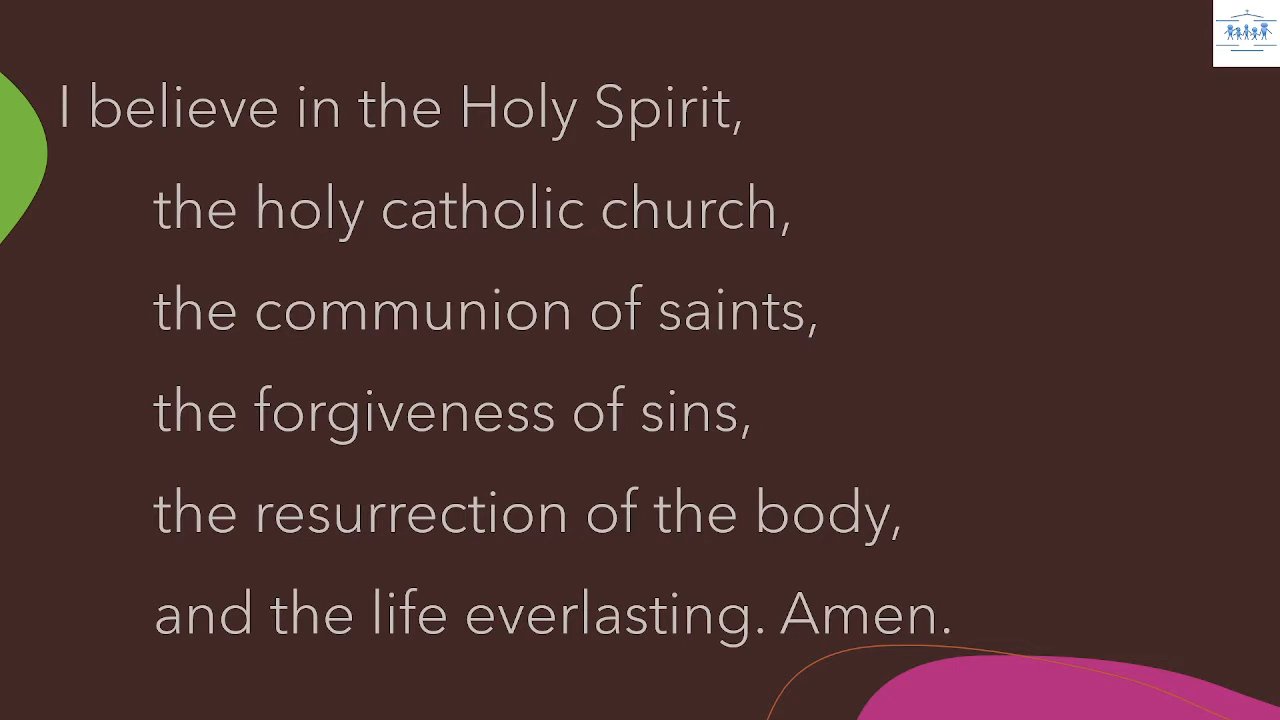 I believe in the Holy Spirit,
the holy catholic church,
the communion of saints,
the forgiveness of sins,
the resurrection of the body,
and the life everlasting. Amen.